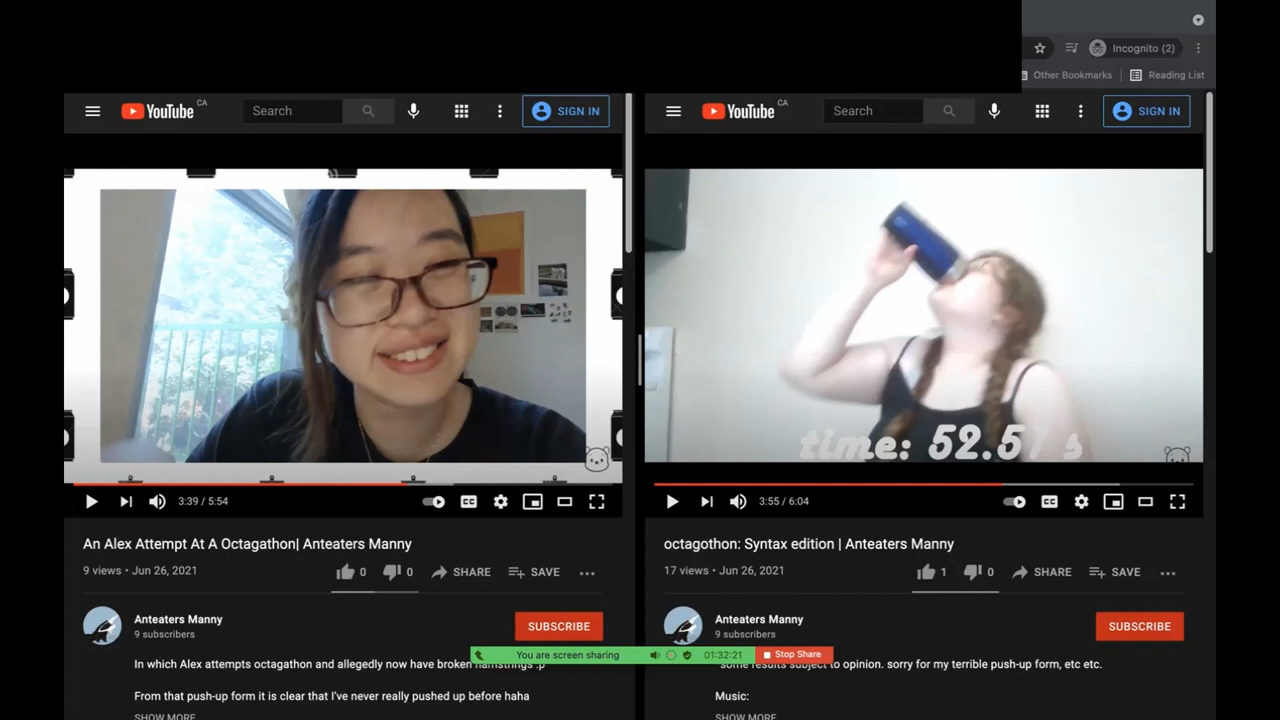 Incognito (2)
Other Bookmarks
Reading List
YouTube CA
Search
SIGN IN
YouTube CA
Search
SIGN IN
time: 52.51 s
3:39 / 5:54
CC
3:55 / 6:04
CC
An Alex Attempt At A Octagathon| Anteaters Manny
9 views • Jun 26, 2021
0
0
SHARE
SAVE
octagothon: Syntax edition | Anteaters Manny
17 views • Jun 26, 2021
1
0
SHARE
SAVE
Anteaters Manny
9 subscribers
SUBSCRIBE
Anteaters Manny
9 subscribers
SUBSCRIBE
You are screen sharing
01:32:21
Stop Share
In which Alex attempts octagathon and allegedly now have broken hamstrings :p
From that push-up form it is clear that I've never really pushed up before haha
SHOW MORE
some results subject to opinion. sorry for my terrible push-up form, etc etc.
Music:
SHOW MORE